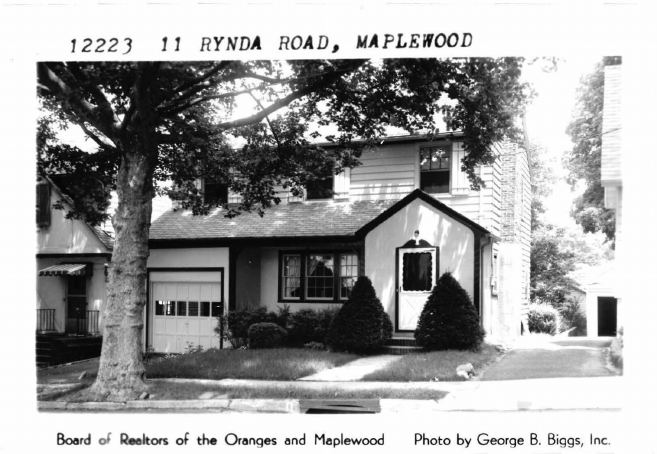 12223 11 RYNDA ROAD, MAPLEWOOD
Board of Realtors of the Oranges and Maplewood Photo by George B. Biggs, Inc.